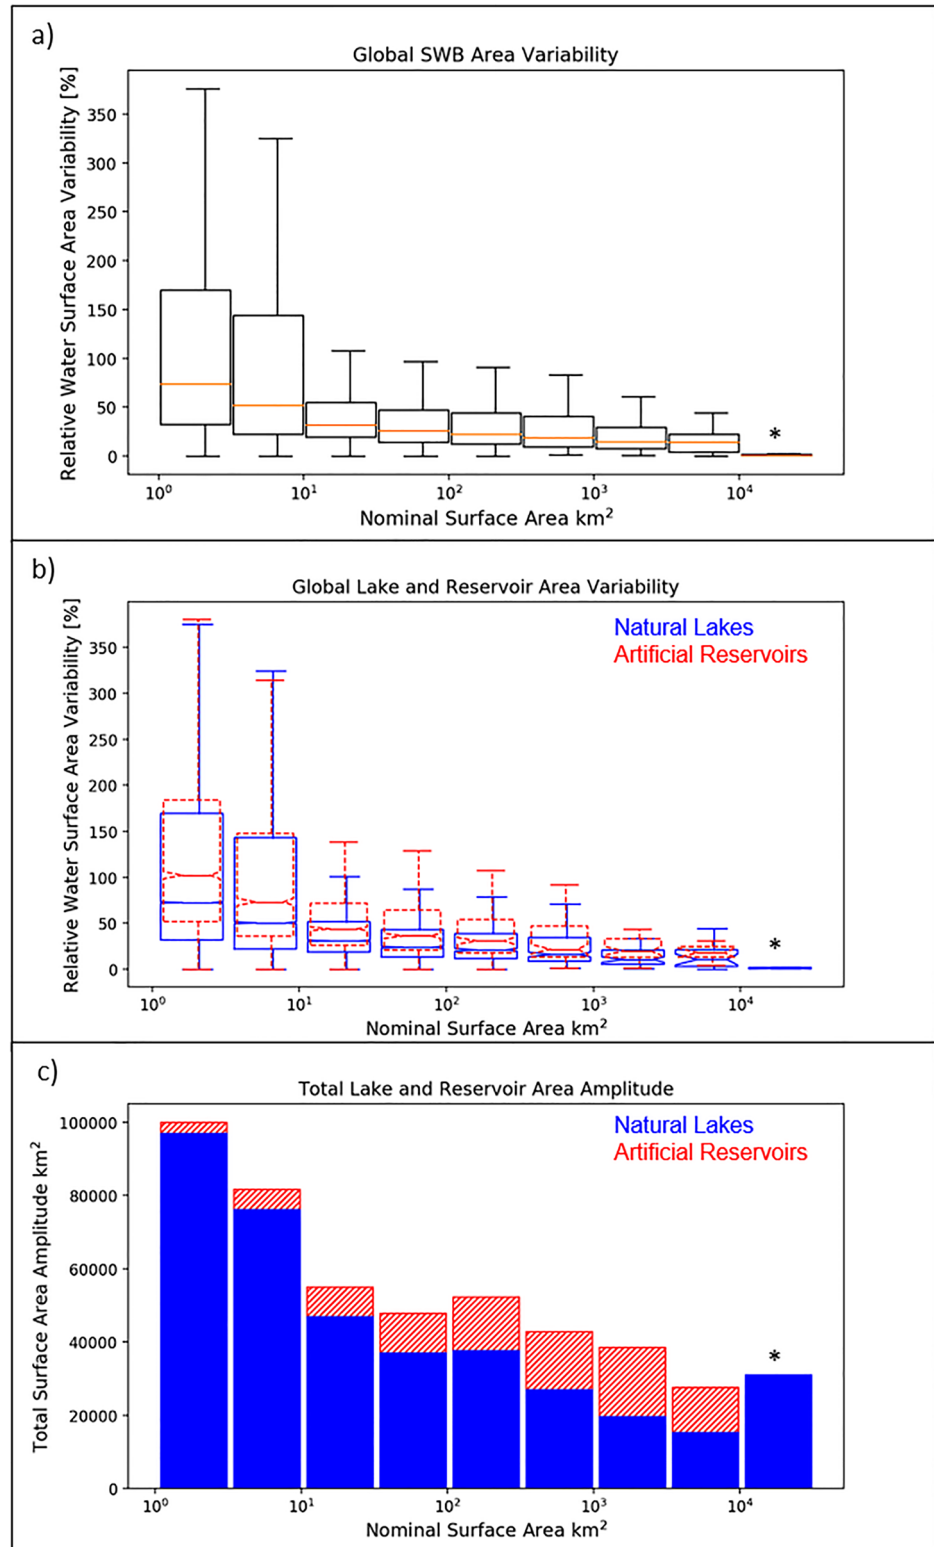 a)
Global SWB Area Variability
Relative Water Surface Area Variability [%]
350
300
250
200
150
100
50
0
*
10⁰ 10¹ 10² 10³ 10⁴
Nominal Surface Area km²
b)
Global Lake and Reservoir Area Variability
Relative Water Surface Area Variability [%]
Natural Lakes
Artificial Reservoirs
350
300
250
200
150
100
50
0
*
10⁰ 10¹ 10² 10³ 10⁴
Nominal Surface Area km²
c)
Total Lake and Reservoir Area Amplitude
Total Surface Area Amplitude km²
Natural Lakes
Artificial Reservoirs
100000
80000
60000
40000
20000
0
*
10⁰ 10¹ 10² 10³ 10⁴
Nominal Surface Area km²